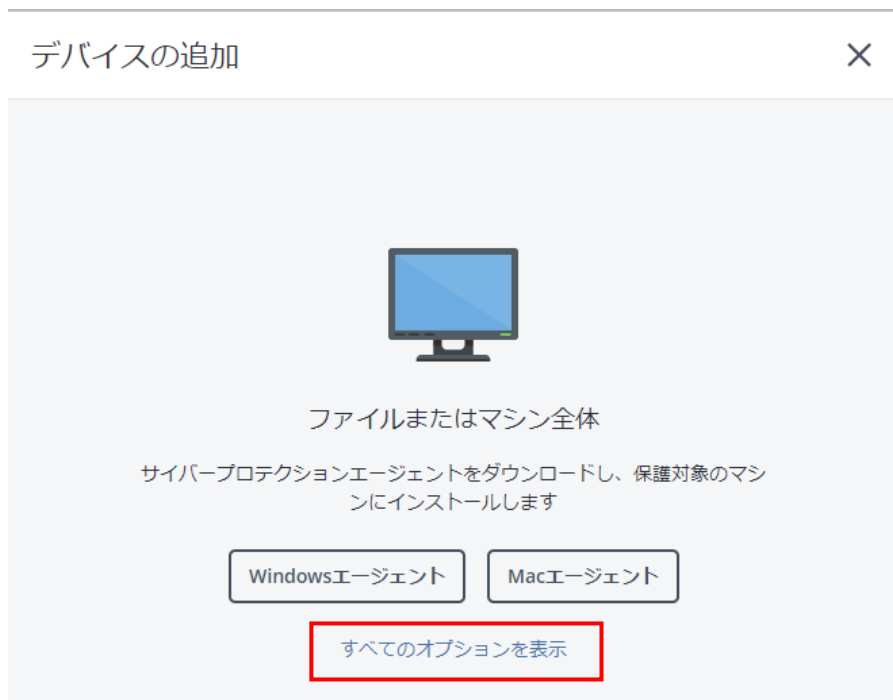 デバイスの追加
ファイルまたはマシン全体
サイバープロテクションエージェントをダウンロードし、保護対象のマシ
ンにインストールします
Windowsエージェント Macエージェント
すべてのオプションを表示